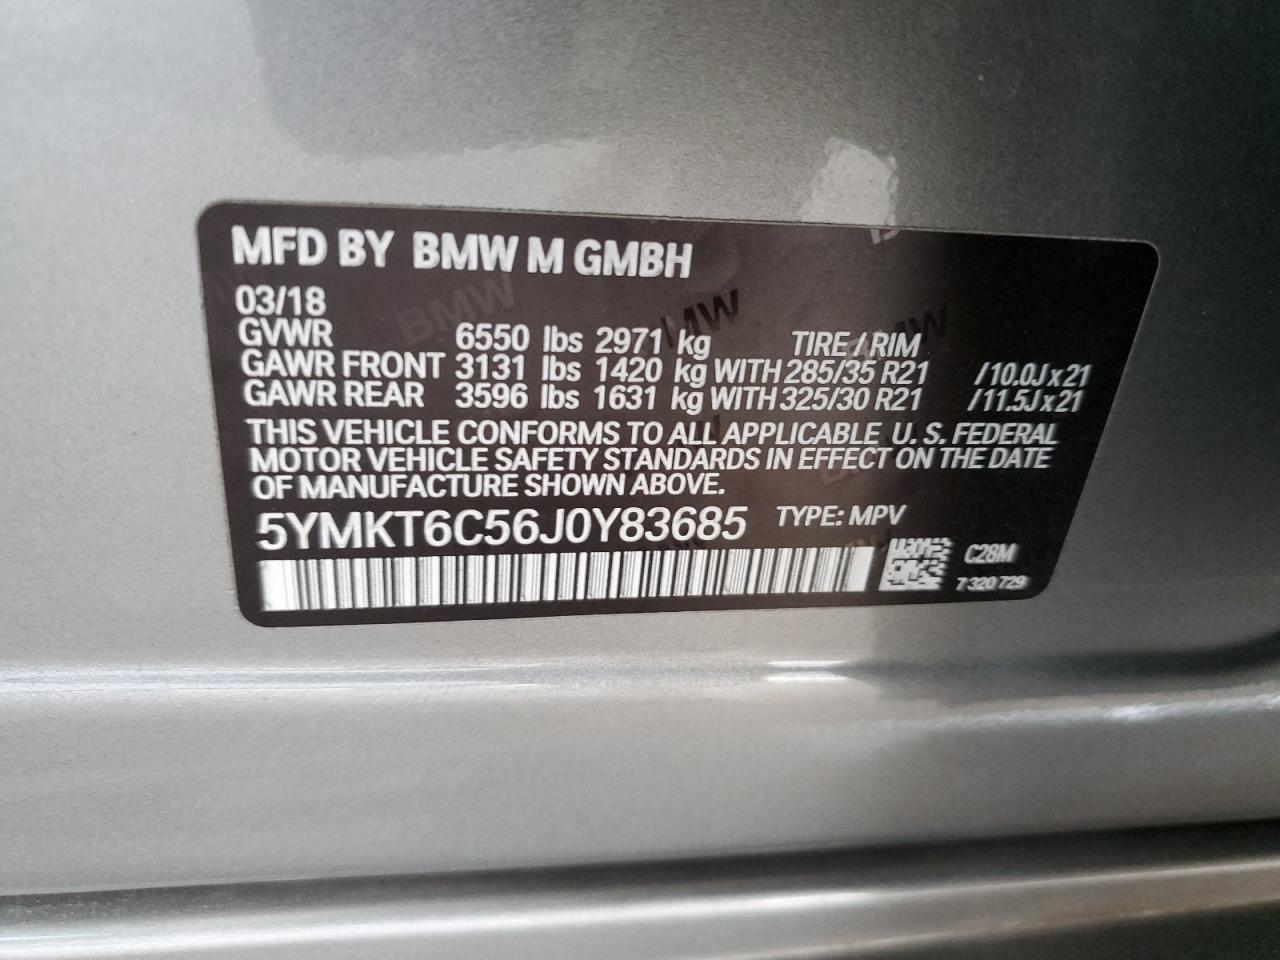 MFD BY BMW M GMBH
03/18
GVWR 6550 lbs 2971 kg TIRE / RIM
GAWR FRONT 3131 lbs 1420 kg WITH 285/35 R21 /10.0J x 21
GAWR REAR 3596 lbs 1631 kg WITH 325/30 R21 /11.5J x 21
THIS VEHICLE CONFORMS TO ALL APPLICABLE U. S. FEDERAL
MOTOR VEHICLE SAFETY STANDARDS IN EFFECT ON THE DATE
OF MANUFACTURE SHOWN ABOVE.
5YMKT6C56J0Y83685 TYPE: MPV
C28M
7 320 729